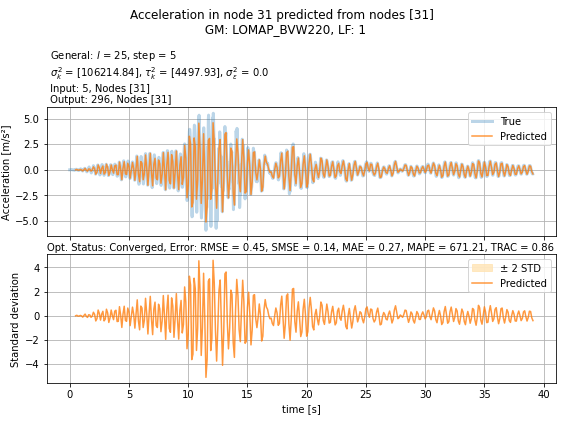 Acceleration in node 31 predicted from nodes [31]
GM: LOMAP_BVW220, LF: 1
General: l = 25, step = 5
σ²ₖ = [106214.84], τ²ₖ = [4497.93], σ²ₑ = 0.0
Input: 5, Nodes [31]
Output: 296, Nodes [31]
Acceleration [m/s²]
5.0
2.5
0.0
−2.5
−5.0
True
Predicted
Opt. Status: Converged, Error: RMSE = 0.45, SMSE = 0.14, MAE = 0.27, MAPE = 671.21, TRAC = 0.86
Standard deviation
4
2
0
−2
−4
± 2 STD
Predicted
0 5 10 15 20 25 30 35 40
time [s]